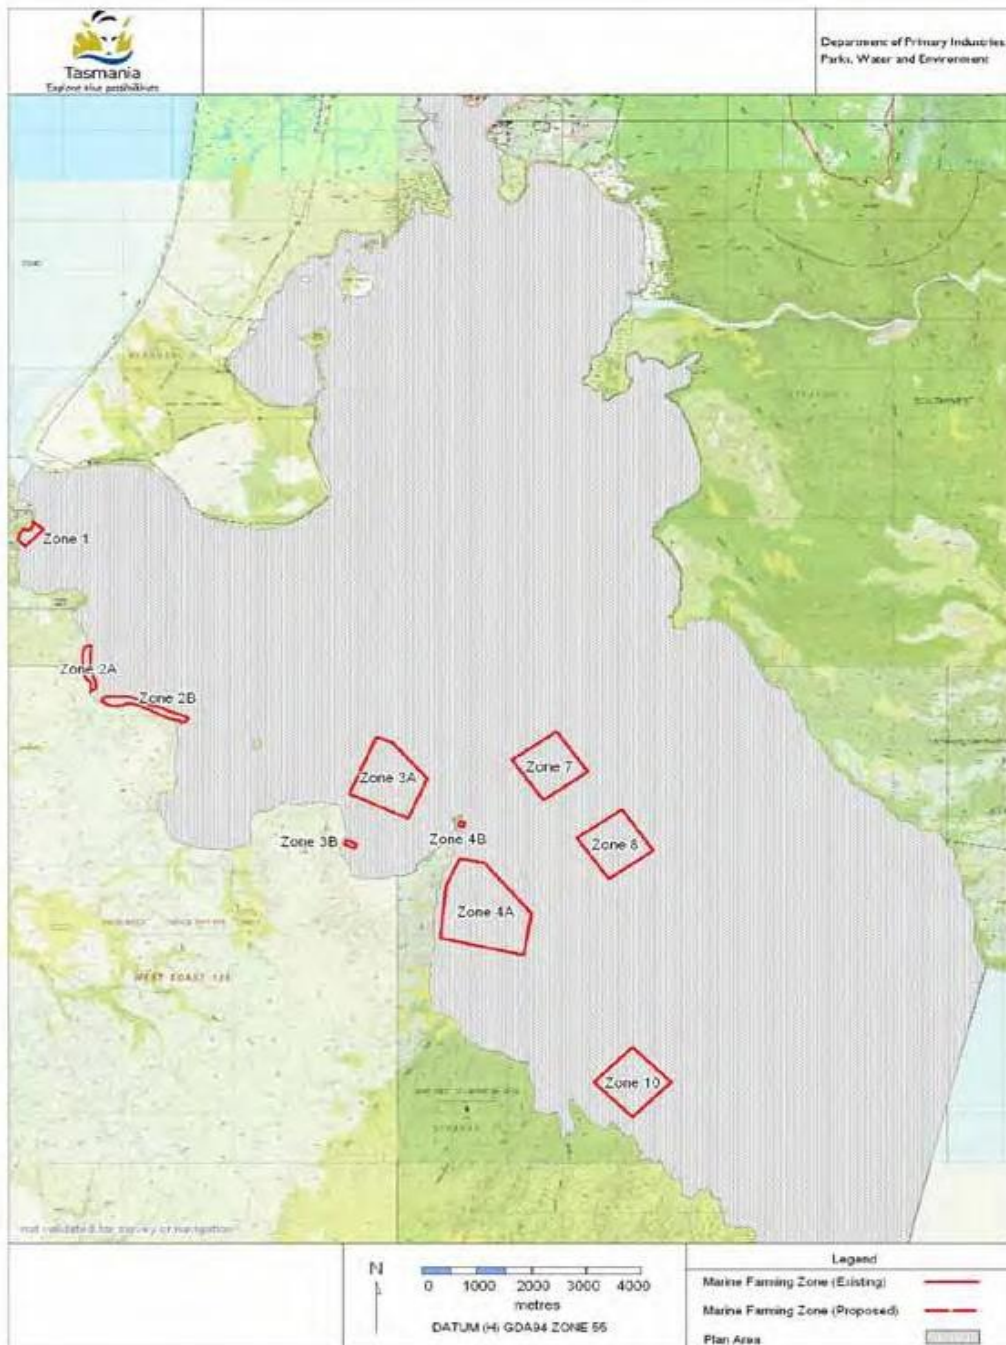 Tasmania
Explore the possibilities
Department of Primary Industries
Parks, Water and Environment
Zone 1
Zone 2A
Zone 2B
Zone 3A
Zone 7
Zone 3B
Zone 4B
Zone 8
Zone 4A
WEST COAST
Zone 10
not validated for survey or navigation
N
0 1000 2000 3000 4000
metres
DATUM (H) GDA94 ZONE 55
Legend
Marine Farming Zone (Existing)
Marine Farming Zone (Proposed)
Plan Area